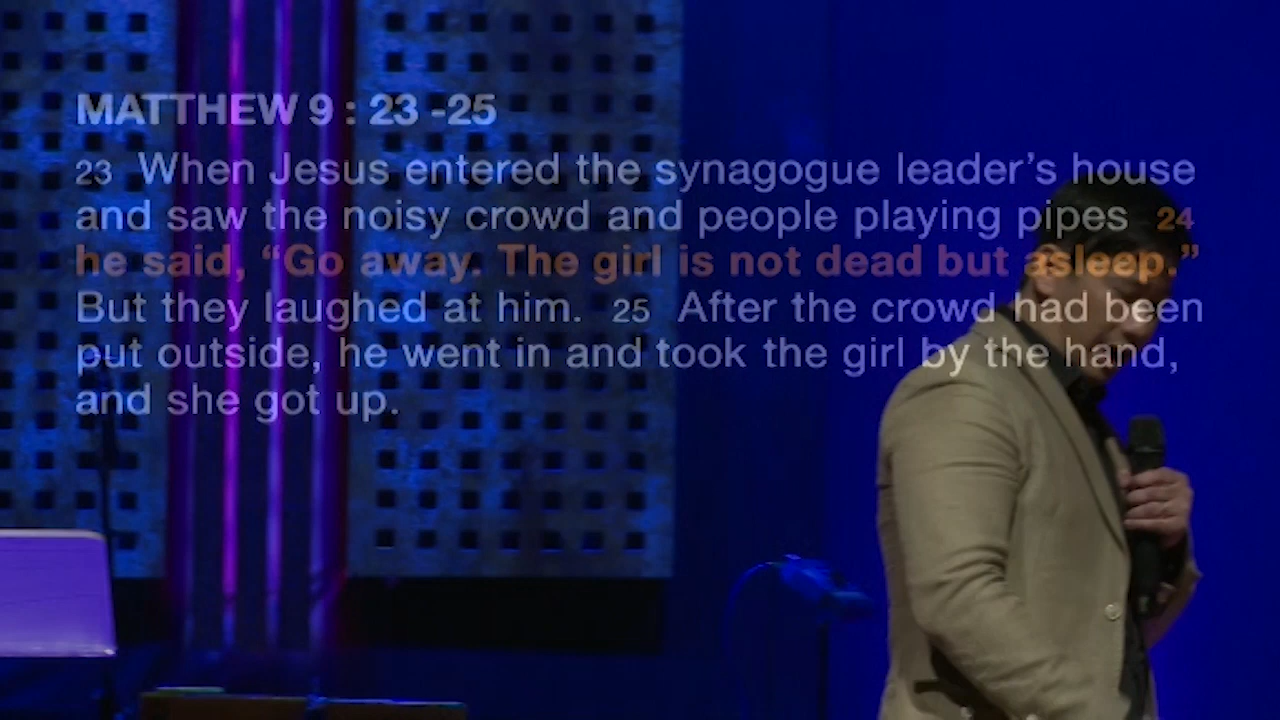 MATTHEW 9 : 23 -25
23 When Jesus entered the synagogue leader’s house
and saw the noisy crowd and people playing pipes 24
he said, “Go away. The girl is not dead but asleep.”
But they laughed at him. 25 After the crowd had been
put outside, he went in and took the girl by the hand,
and she got up.